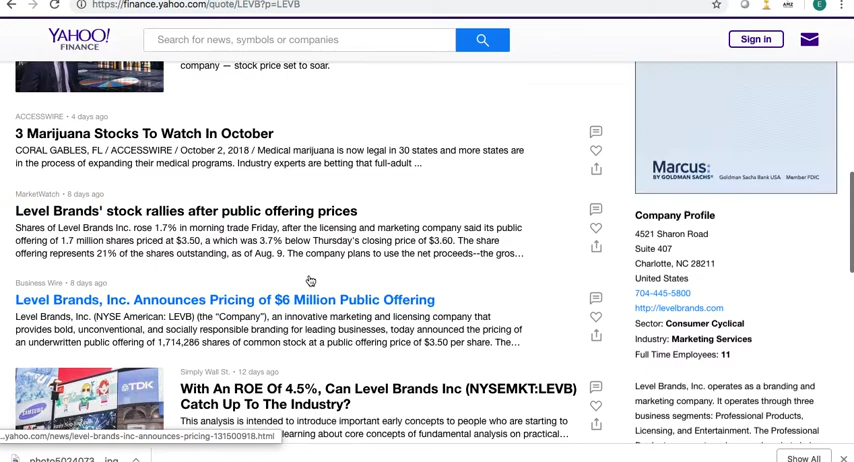 https://finance.yahoo.com/quote/LEVB?p=LEVB
E
YAHOO!
FINANCE
Search for news, symbols or companies
Sign in
company — stock price set to soar.
ACCESSWIRE • 4 days ago
3 Marijuana Stocks To Watch In October
CORAL GABLES, FL / ACCESSWIRE / October 2, 2018 / Medical marijuana is now legal in 30 states and more states are
in the process of expanding their medical programs. Industry experts are betting that full-adult ...
MarketWatch • 8 days ago
Level Brands' stock rallies after public offering prices
Shares of Level Brands Inc. rose 1.7% in morning trade Friday, after the licensing and marketing company said its public
offering of 1.7 million shares priced at $3.50, a which was 3.7% below Thursday's closing price of $3.60. The share
offering represents 21% of the shares outstanding, as of Aug. 9. The company plans to use the net proceeds--the gros...
Business Wire • 8 days ago
Level Brands, Inc. Announces Pricing of $6 Million Public Offering
Level Brands, Inc. (NYSE American: LEVB) (the “Company”), an innovative marketing and licensing company that
provides bold, unconventional, and socially responsible branding for leading businesses, today announced the pricing of
an underwritten public offering of 1,714,286 shares of common stock at a public offering price of $3.50 per share. The...
Simply Wall St. • 12 days ago
With An ROE Of 4.5%, Can Level Brands Inc (NYSEMKT:LEVB)
Catch Up To The Industry?
This analysis is intended to introduce important early concepts to people who are starting to
learning about core concepts of fundamental analysis on practical...
TDK
SAMSUNG
...yahoo.com/news/level-brands-inc-announces-pricing-131500918.html
photo5024073....jpg
Show All
Marcus:
BY GOLDMAN SACHS®
Goldman Sachs Bank USA
Member FDIC
Company Profile
4521 Sharon Road
Suite 407
Charlotte, NC 28211
United States
704-445-5800
http://levelbrands.com
Sector: Consumer Cyclical
Industry: Marketing Services
Full Time Employees: 11
Level Brands, Inc. operates as a branding and
marketing company. It operates through three
business segments: Professional Products,
Licensing, and Entertainment. The Professional